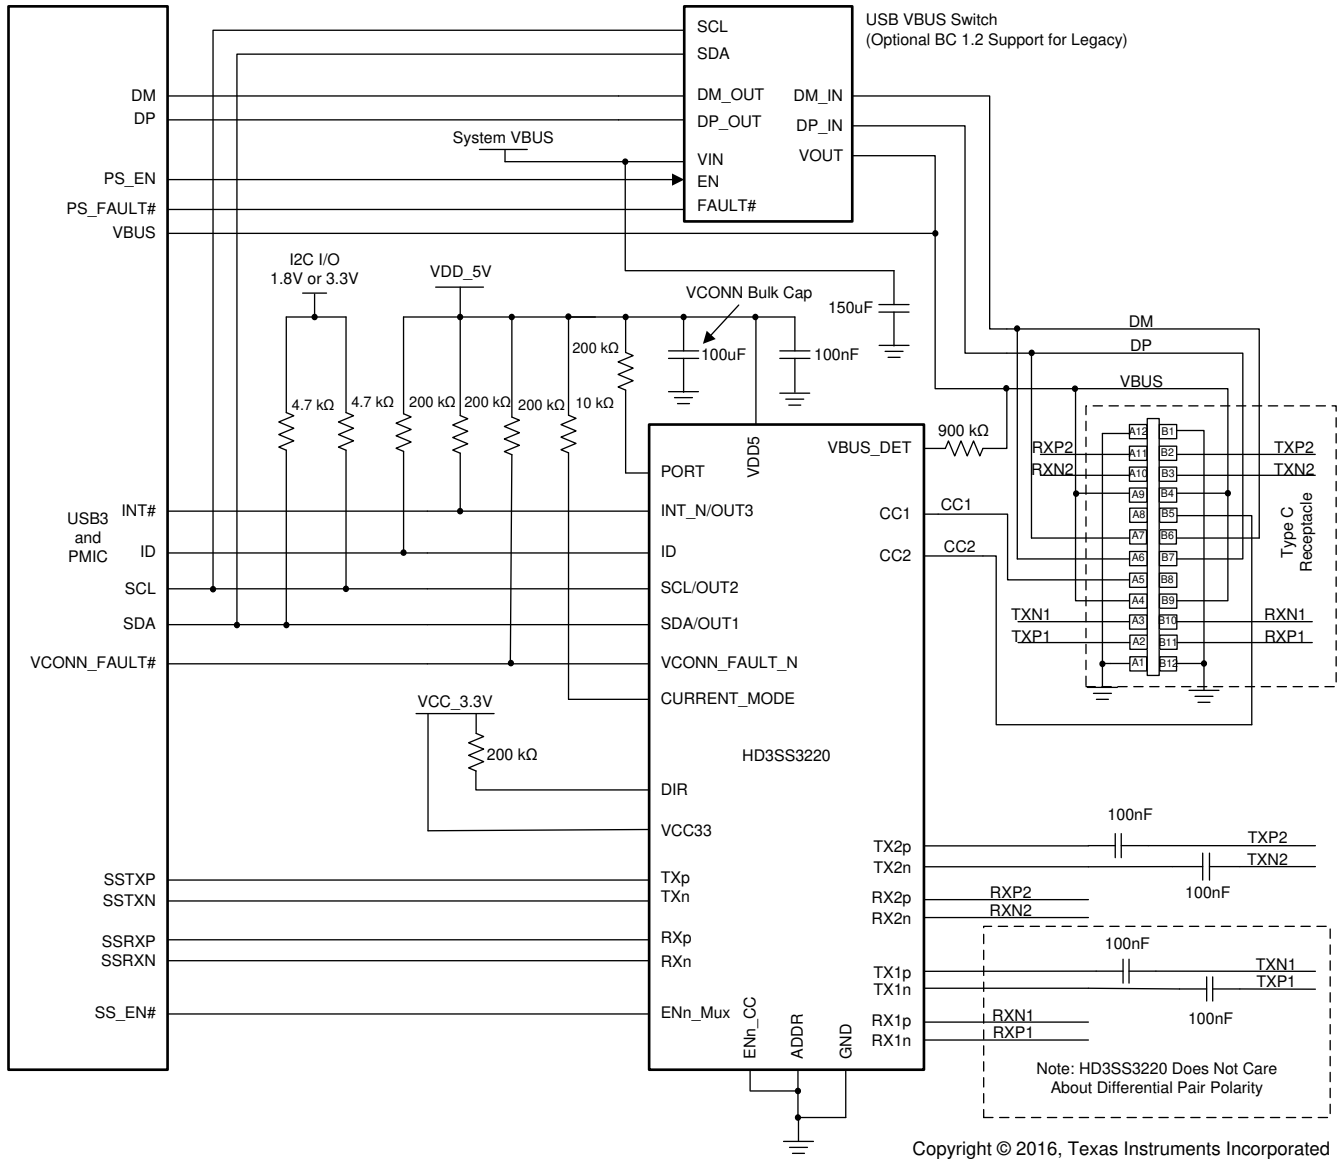 USB VBUS Switch
(Optional BC 1.2 Support for Legacy)
SCL
SDA
DM
DM_OUT
DM_IN
DP
DP_OUT
DP_IN
System VBUS
VIN
VOUT
PS_EN
EN
PS_FAULT#
FAULT#
VBUS
I2C I/O
1.8V or 3.3V
VDD_5V
VCONN Bulk Cap
150uF
200 kΩ
100uF
100nF
DM
DP
VBUS
4.7 kΩ
4.7 kΩ
200 kΩ
200 kΩ
200 kΩ
10 kΩ
VDD5
VBUS_DET
900 kΩ
PORT
USB3
and
PMIC
INT#
INT_N/OUT3
CC1
CC1
ID
ID
CC2
CC2
SCL
SCL/OUT2
SDA
SDA/OUT1
VCONN_FAULT#
VCONN_FAULT_N
CURRENT_MODE
A12
B1
RXP2
A11
B2
TXP2
RXN2
A10
B3
TXN2
A9
B4
A8
B5
A7
B6
A6
B7
A5
B8
A4
B9
TXN1
A3
B10
RXN1
TXP1
A2
B11
RXP1
A1
B12
Type C
Receptacle
VCC_3.3V
200 kΩ
HD3SS3220
DIR
VCC33
100nF
TX2p
TXP2
TX2n
TXN2
100nF
SSTXP
TXp
SSTXN
TXn
RX2p
RXP2
RX2n
RXN2
SSRXP
RXp
SSRXN
RXn
100nF
TX1p
TXN1
TX1n
TXP1
100nF
SS_EN#
ENn_Mux
ENn_CC
ADDR
GND
RX1p
RXN1
RX1n
RXP1
Note: HD3SS3220 Does Not Care
About Differential Pair Polarity
Copyright © 2016, Texas Instruments Incorporated